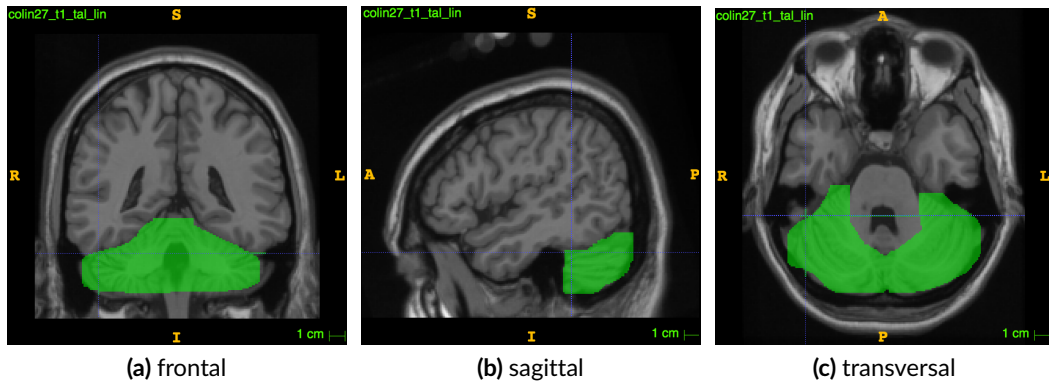 colin27_t1_tal_lin
S
R
L
I
1 cm
(a) frontal
colin27_t1_tal_lin
S
A
P
I
1 cm
(b) sagittal
colin27_t1_tal_lin
A
R
L
P
1 cm
(c) transversal